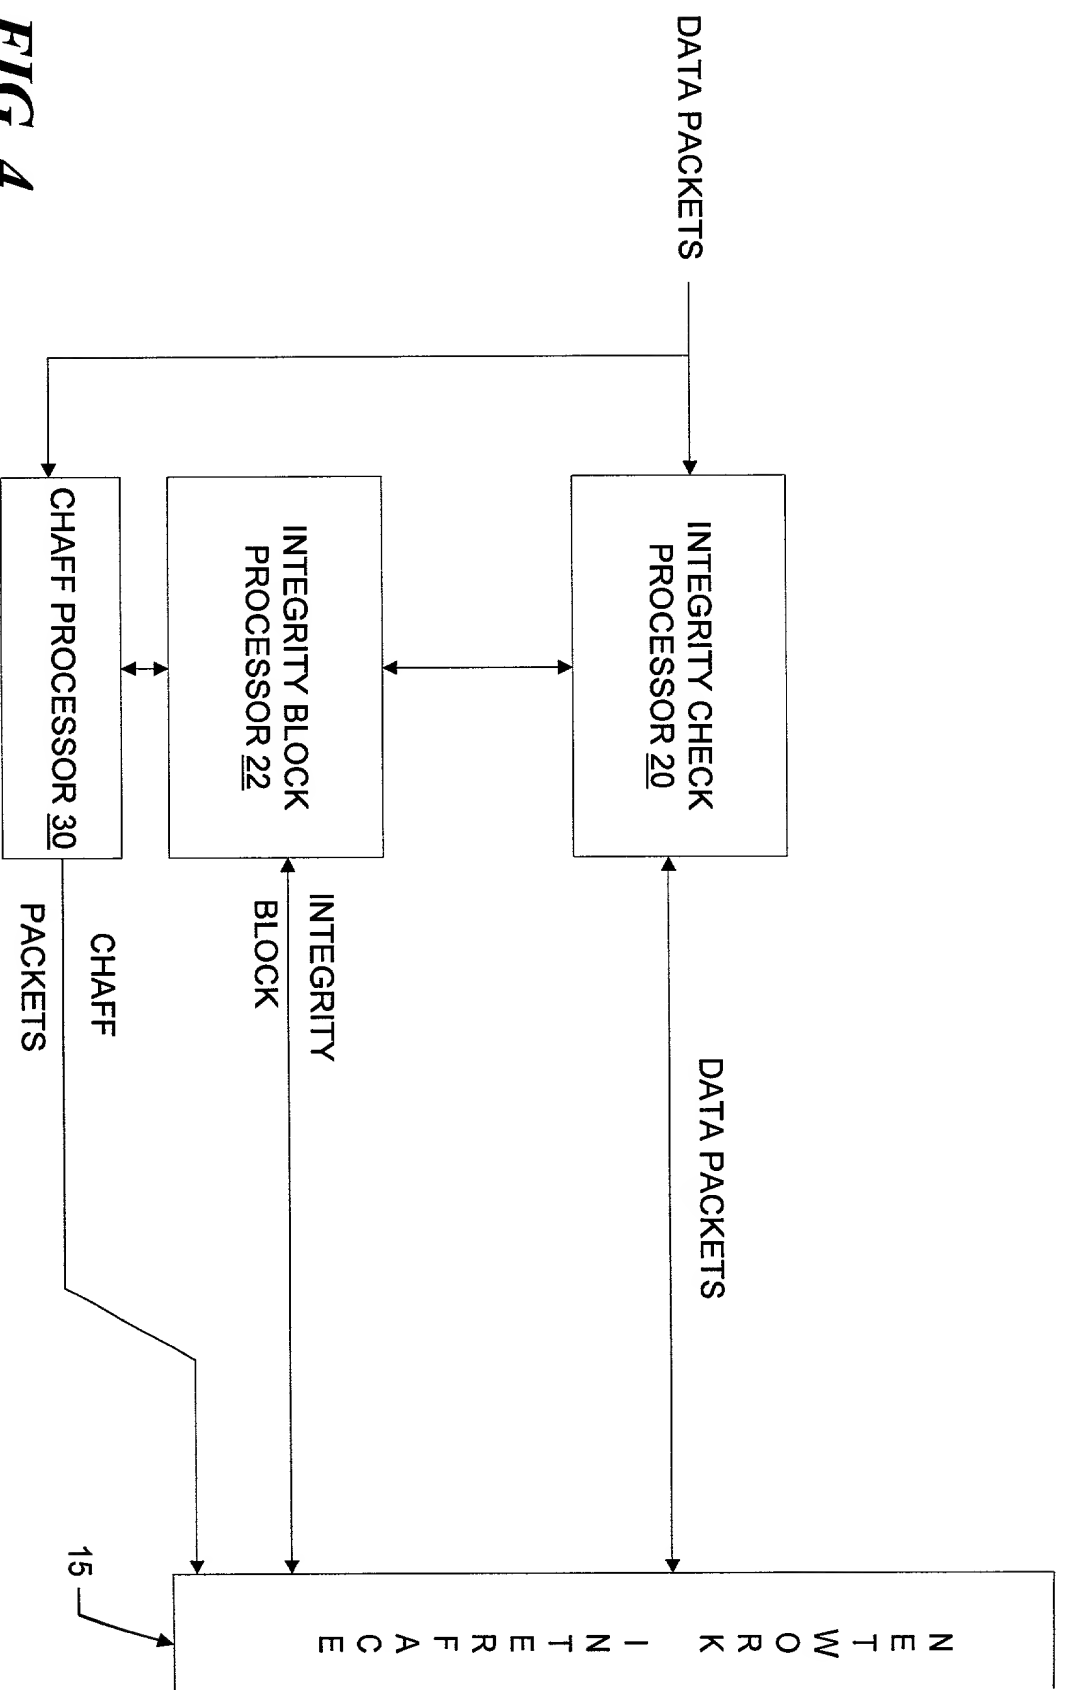 DATA PACKETS
INTEGRITY CHECK
PROCESSOR 20
DATA PACKETS
INTEGRITY BLOCK
PROCESSOR 22
INTEGRITY
BLOCK
CHAFF PROCESSOR 30
CHAFF
PACKETS
NETWORK INTERFACE
15
FIG 4